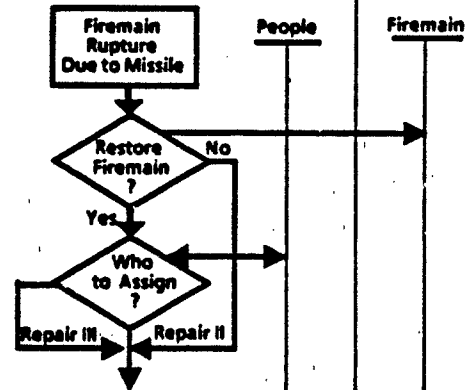 Firemain
Rupture
Due to Missile
People
Firemain
Restore
Firemain
?
No
Yes
Who
to Assign
?
Repair III
Repair II